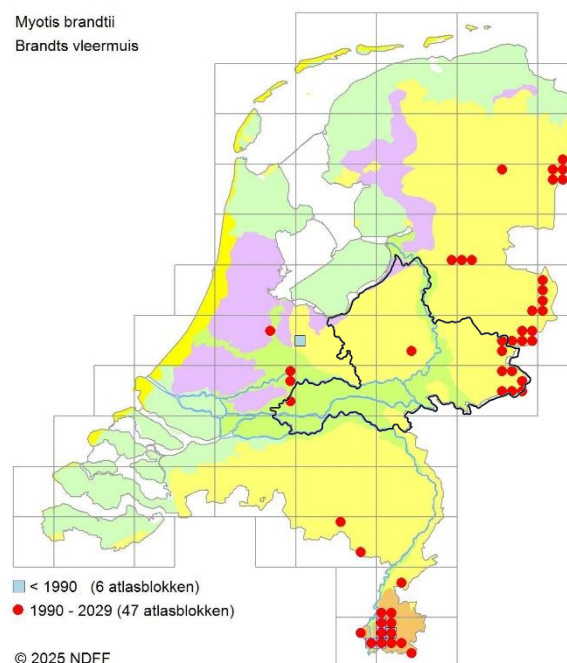 Myotis brandtii
Brandts vleermuis
< 1990 (6 atlasblokken)
1990 - 2029 (47 atlasblokken)
© 2025 NDFF